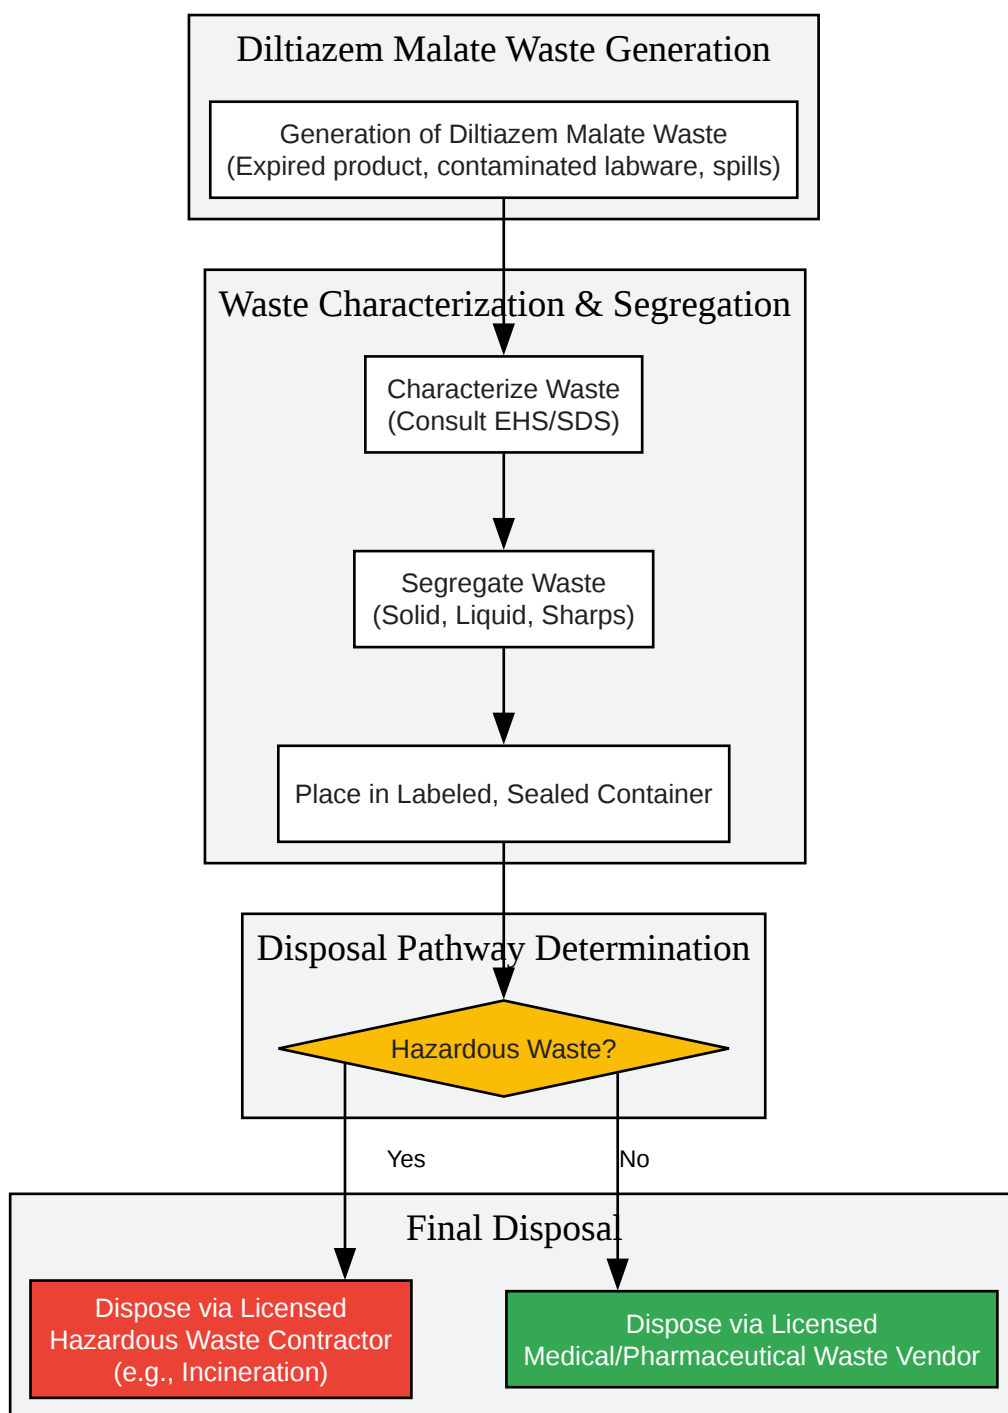 Diltiazem Malate Waste Generation
Generation of Diltiazem Malate Waste
(Expired product, contaminated labware, spills)
Waste Characterization & Segregation
Characterize Waste
(Consult EHS/SDS)
Segregate Waste
(Solid, Liquid, Sharps)
Place in Labeled, Sealed Container
Disposal Pathway Determination
Hazardous Waste?
Yes
No
Final Disposal
Dispose via Licensed
Hazardous Waste Contractor
(e.g., Incineration)
Dispose via Licensed
Medical/Pharmaceutical Waste Vendor